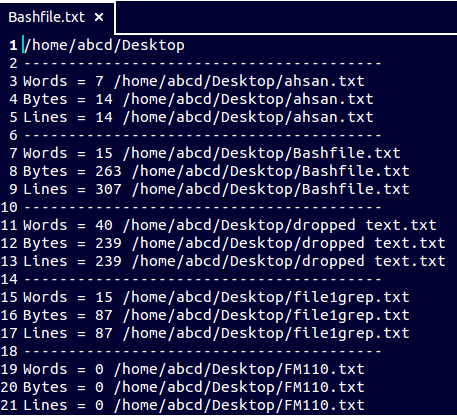 Bashfile.txt ×
1 /home/abcd/Desktop
2 ----------------------------------------
3 Words = 7 /home/abcd/Desktop/ahsan.txt
4 Bytes = 14 /home/abcd/Desktop/ahsan.txt
5 Lines = 14 /home/abcd/Desktop/ahsan.txt
6 ----------------------------------------
7 Words = 15 /home/abcd/Desktop/Bashfile.txt
8 Bytes = 263 /home/abcd/Desktop/Bashfile.txt
9 Lines = 307 /home/abcd/Desktop/Bashfile.txt
10 ----------------------------------------
11 Words = 40 /home/abcd/Desktop/dropped text.txt
12 Bytes = 239 /home/abcd/Desktop/dropped text.txt
13 Lines = 239 /home/abcd/Desktop/dropped text.txt
14 ----------------------------------------
15 Words = 15 /home/abcd/Desktop/file1grep.txt
16 Bytes = 87 /home/abcd/Desktop/file1grep.txt
17 Lines = 87 /home/abcd/Desktop/file1grep.txt
18 ----------------------------------------
19 Words = 0 /home/abcd/Desktop/FM110.txt
20 Bytes = 0 /home/abcd/Desktop/FM110.txt
21 Lines = 0 /home/abcd/Desktop/FM110.txt